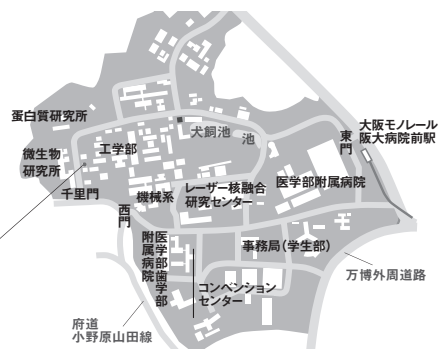 大阪モノレール
阪大病院前駅
東門
蛋白質研究所
犬飼池
池
工学部
微生物
研究所
医学部附属病院
機械系
レーザー核融合
研究センター
千里門
西門
医学部歯学部
附属病院
事務局(学生部)
万博外周道路
コンベンション
センター
府道
小野原山田線